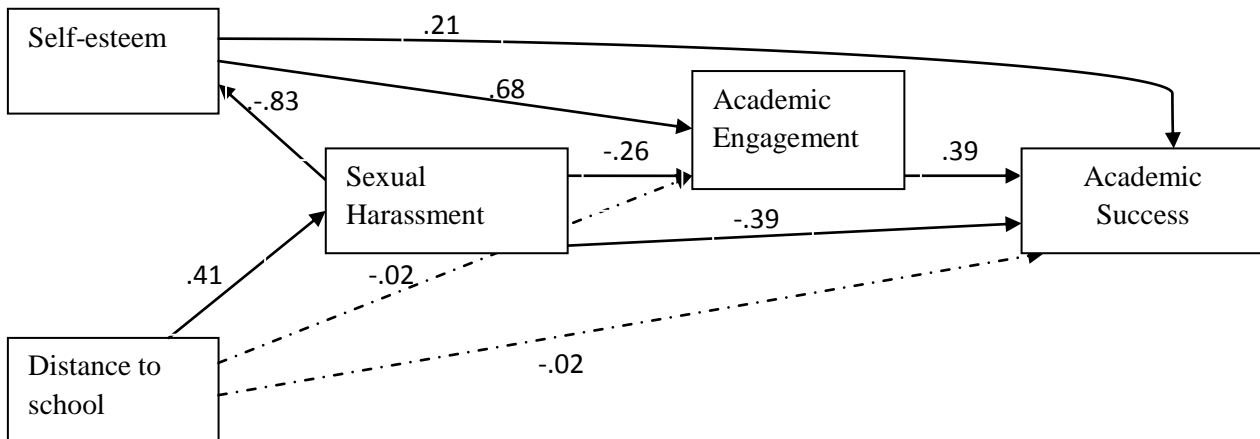 Self-esteem
.21
.68
.-.83
Academic
Engagement
-.26
.39
Sexual
Harassment
Academic
Success
-.39
.41
-.02
Distance to
school
-.02